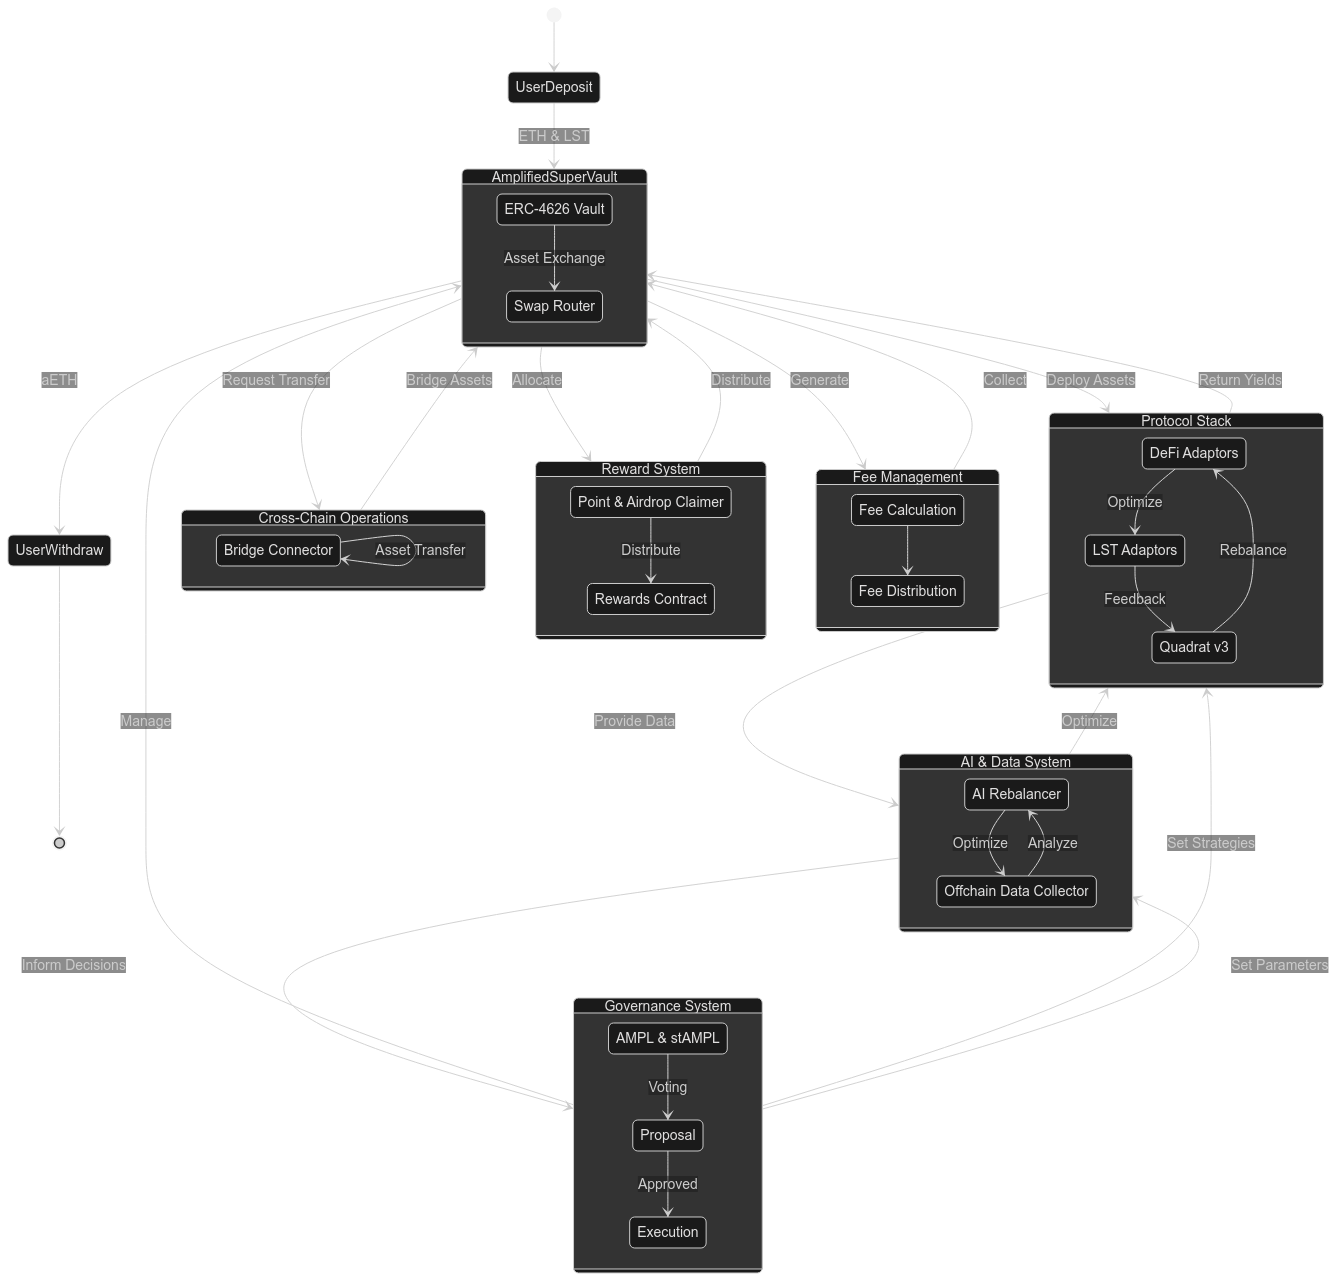 UserDeposit
ETH & LST
AmplifiedSuperVault
ERC-4626 Vault
Asset Exchange
Swap Router
aETH
Request Transfer
Bridge Assets
Allocate
Distribute
Generate
Collect
Deploy Assets
Return Yields
Protocol Stack
DeFi Adaptors
Optimize
LST Adaptors
Rebalance
Feedback
Quadrat v3
Reward System
Point & Airdrop Claimer
Distribute
Rewards Contract
Fee Management
Fee Calculation
Fee Distribution
Cross-Chain Operations
Bridge Connector
Asset Transfer
UserWithdraw
Manage
Provide Data
Optimize
AI & Data System
AI Rebalancer
Optimize
Analyze
Offchain Data Collector
Set Strategies
Inform Decisions
Set Parameters
Governance System
AMPL & stAMPL
Voting
Proposal
Approved
Execution